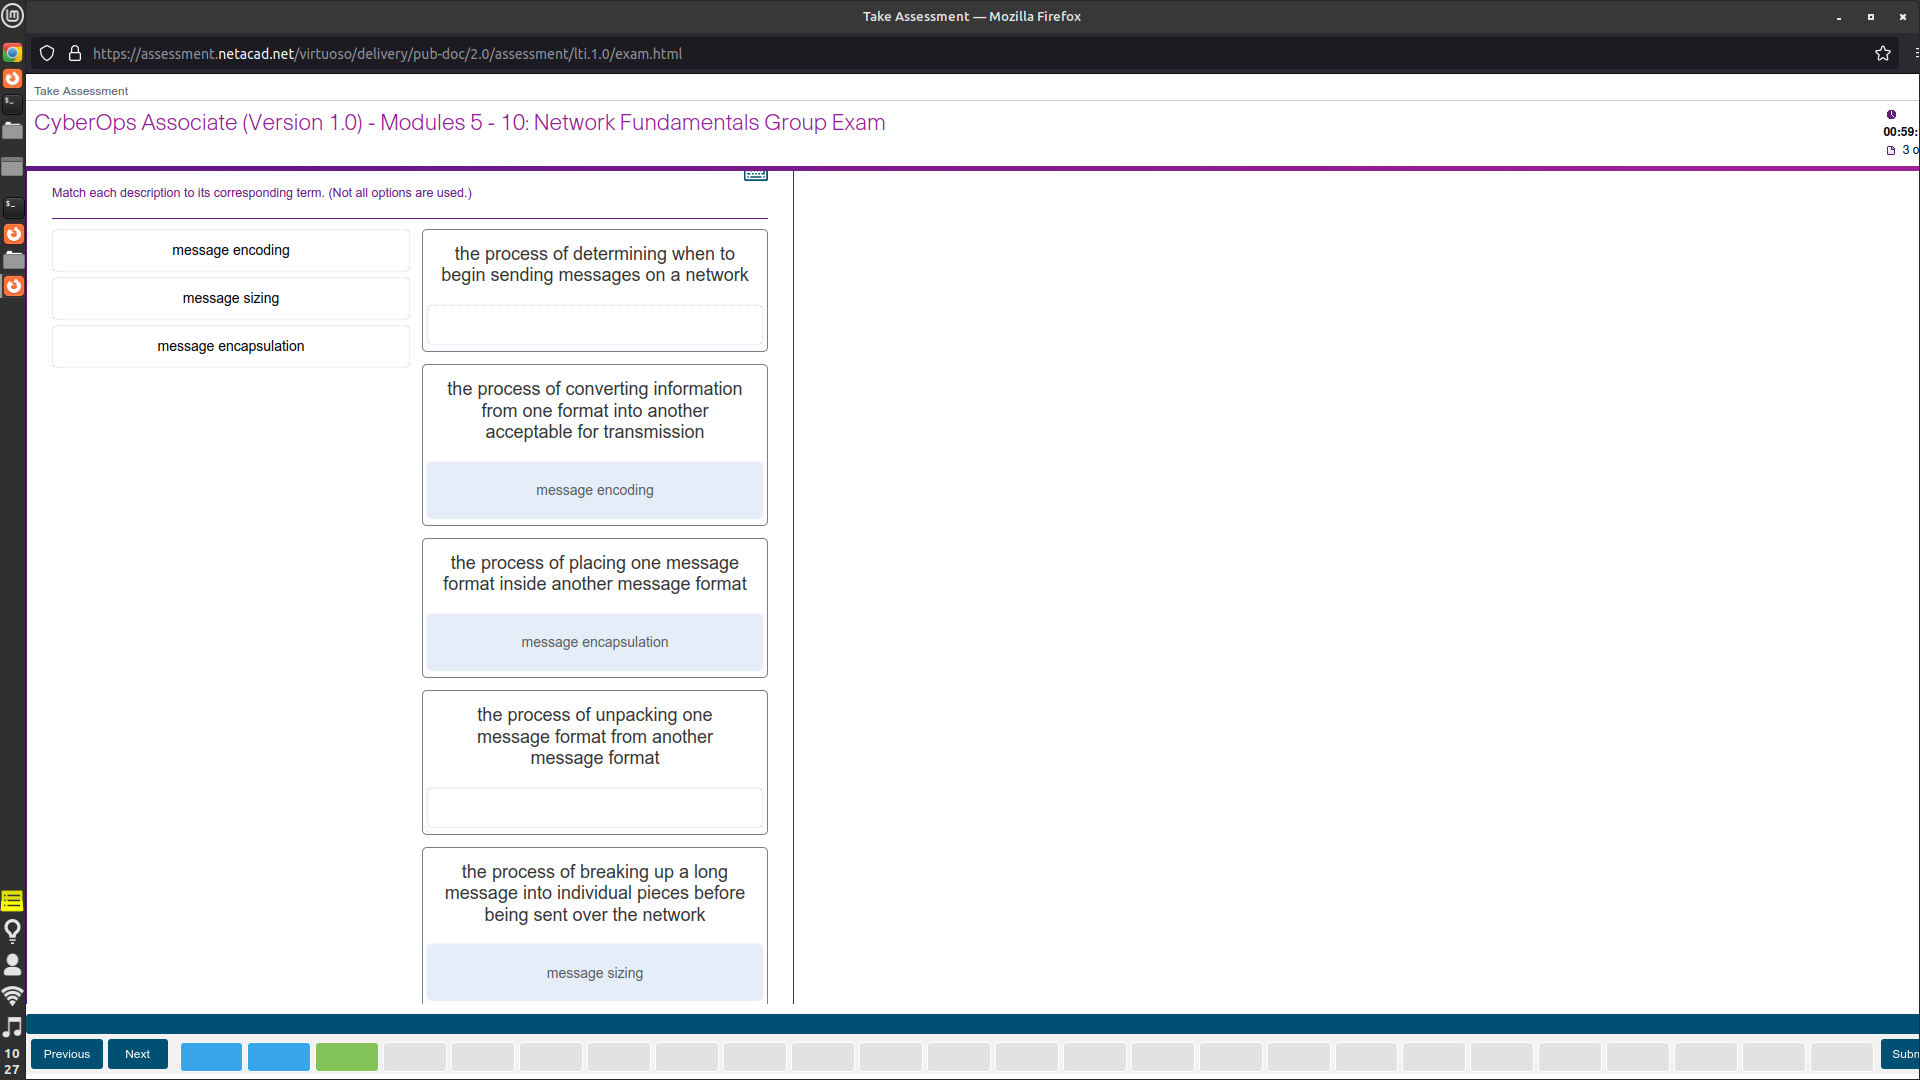 Take Assessment — Mozilla Firefox
https://assessment.netacad.net/virtuoso/delivery/pub-doc/2.0/assessment/lti.1.0/exam.html
Take Assessment
CyberOps Associate (Version 1.0) - Modules 5 - 10: Network Fundamentals Group Exam
00:59:
3 o
Match each description to its corresponding term. (Not all options are used.)
message encoding
message sizing
message encapsulation
the process of determining when to
begin sending messages on a network
the process of converting information
from one format into another
acceptable for transmission
message encoding
the process of placing one message
format inside another message format
message encapsulation
the process of unpacking one
message format from another
message format
the process of breaking up a long
message into individual pieces before
being sent over the network
message sizing
Previous
Next
Subm
10
27